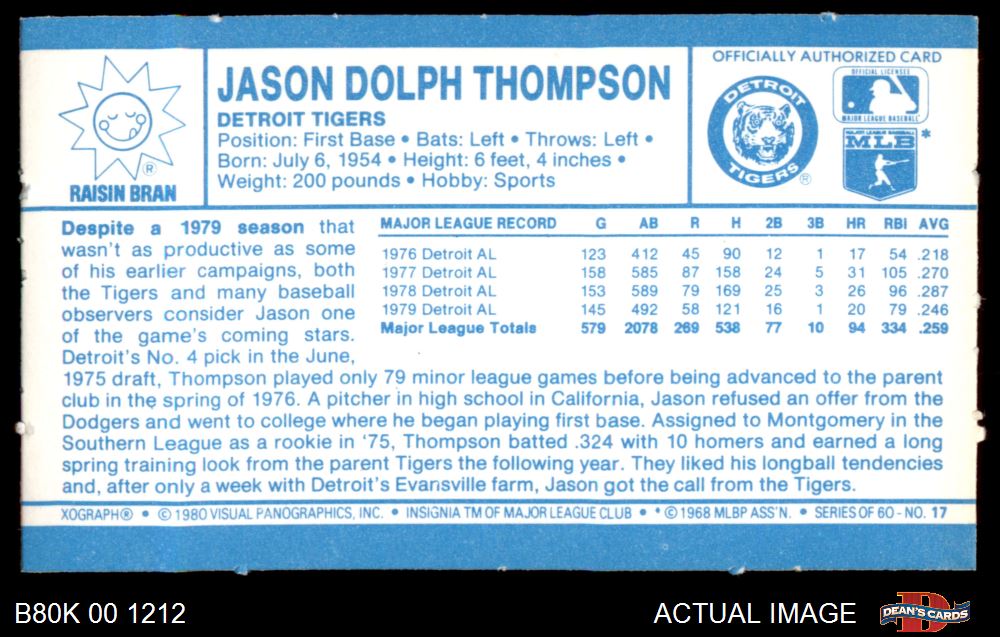 OFFICIALLY AUTHORIZED CARD
RAISIN BRAN
®
JASON DOLPH THOMPSON
DETROIT TIGERS
Position: First Base • Bats: Left • Throws: Left •
Born: July 6, 1954 • Height: 6 feet, 4 inches •
Weight: 200 pounds • Hobby: Sports
DETROIT
TIGERS ®
OFFICIAL LICENSEE
MAJOR LEAGUE BASEBALL
MAJOR LEAGUE BASEBALL
MLB *
MAJOR LEAGUE RECORD G AB R H 2B 3B HR RBI AVG
1976 Detroit AL 123 412 45 90 12 1 17 54 .218
1977 Detroit AL 158 585 87 158 24 5 31 105 .270
1978 Detroit AL 153 589 79 169 25 3 26 96 .287
1979 Detroit AL 145 492 58 121 16 1 20 79 .246
Major League Totals 579 2078 269 538 77 10 94 334 .259
Despite a 1979 season that
wasn't as productive as some
of his earlier campaigns, both
the Tigers and many baseball
observers consider Jason one
of the game's coming stars.
Detroit's No. 4 pick in the June,
1975 draft, Thompson played only 79 minor league games before being advanced to the parent
club in the spring of 1976. A pitcher in high school in California, Jason refused an offer from the
Dodgers and went to college where he began playing first base. Assigned to Montgomery in the
Southern League as a rookie in '75, Thompson batted .324 with 10 homers and earned a long
spring training look from the parent Tigers the following year. They liked his longball tendencies
and, after only a week with Detroit's Evansville farm, Jason got the call from the Tigers.
XOGRAPH® • © 1980 VISUAL PANOGRAPHICS, INC. • INSIGNIA TM OF MAJOR LEAGUE CLUB • * © 1968 MLBP ASS'N. • SERIES OF 60 - NO. 17
B80K 00 1212
ACTUAL IMAGE
DEAN'S CARDS